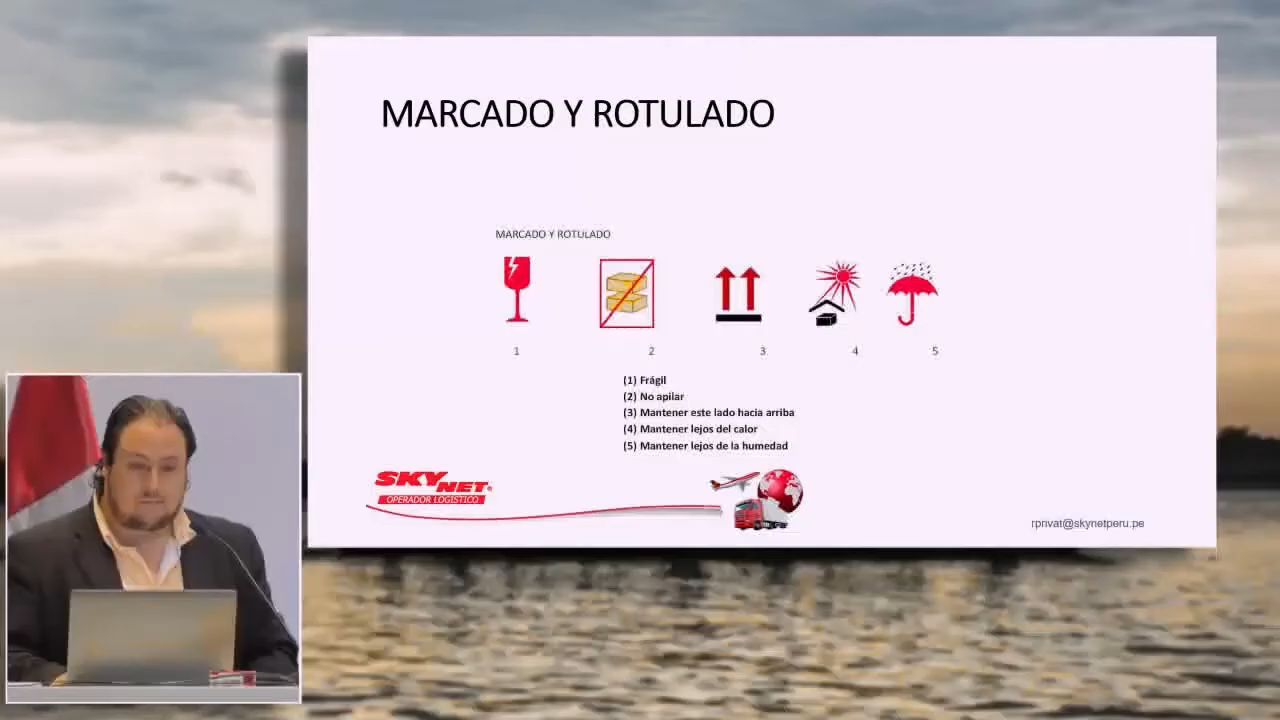 MARCADO Y ROTULADO
MARCADO Y ROTULADO
1 2 3 4 5
(1) Frágil
(2) No apilar
(3) Mantener este lado hacia arriba
(4) Mantener lejos del calor
(5) Mantener lejos de la humedad
SKYNET
OPERADOR LOGISTICO
rprivat@skynetperu.pe